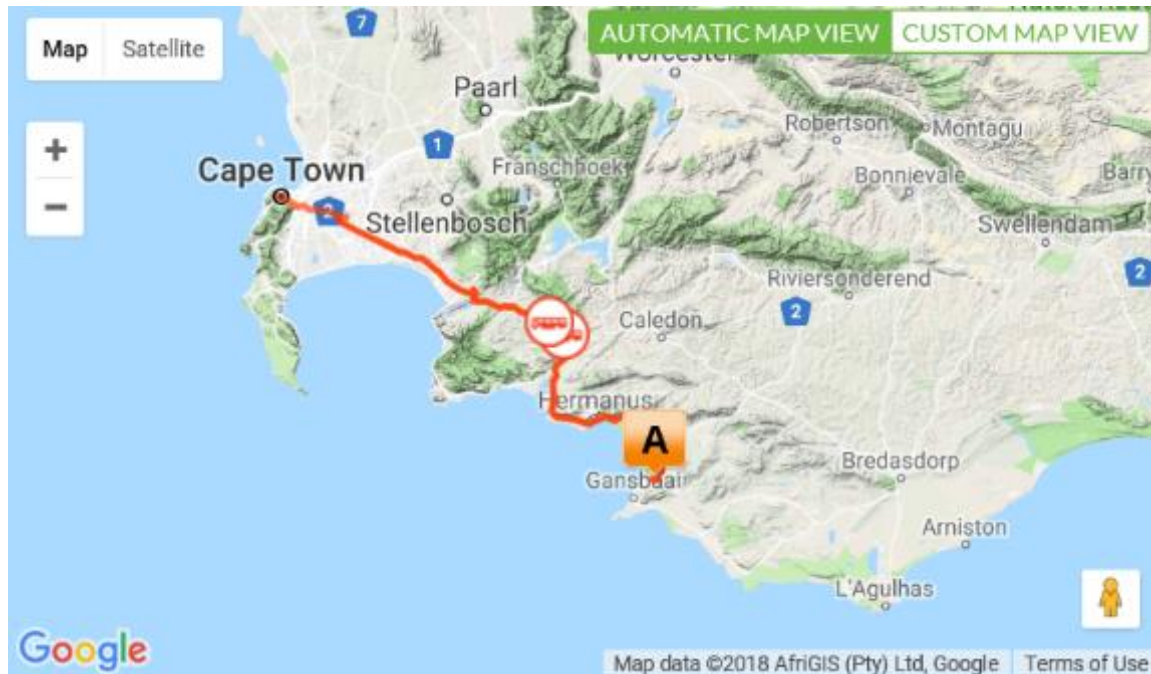 Map Satellite
AUTOMATIC MAP VIEW CUSTOM MAP VIEW
7
Worcester
Paarl
Robertson
Montagu
1
Franschhoek
Cape Town
Bonnievale
Barry
2
Stellenbosch
Swellendam
Riviersonderend
2
2
Caledon
Hermanus
A
Gansbaai
Bredasdorp
Arniston
L'Agulhas
Google
Map data ©2018 AfriGIS (Pty) Ltd, Google Terms of Use